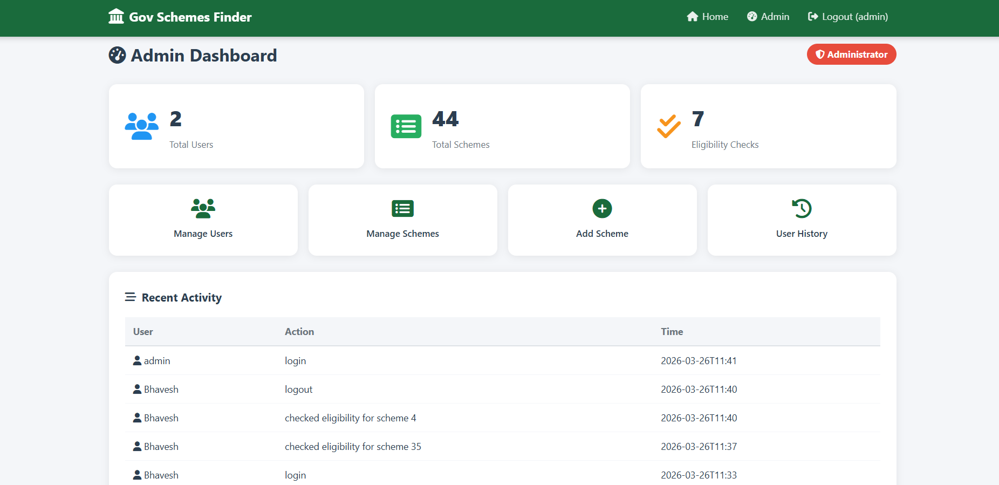 Gov Schemes Finder
Home Admin Logout (admin)
Admin Dashboard
Administrator
2
Total Users
44
Total Schemes
7
Eligibility Checks
Manage Users
Manage Schemes
Add Scheme
User History
Recent Activity
User Action Time
admin login 2026-03-26T11:41
Bhavesh logout 2026-03-26T11:40
Bhavesh checked eligibility for scheme 4 2026-03-26T11:40
Bhavesh checked eligibility for scheme 35 2026-03-26T11:37
Bhavesh login 2026-03-26T11:33